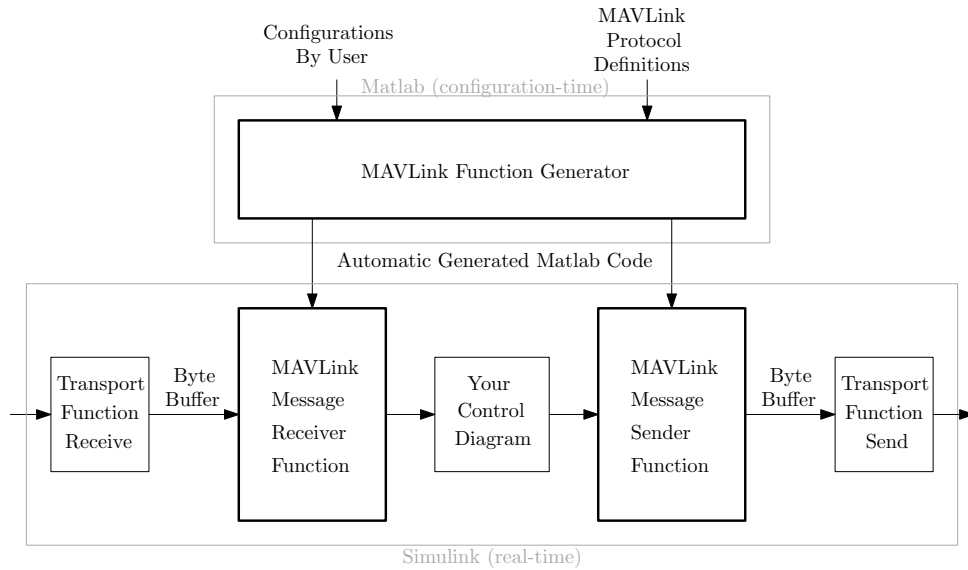 Configurations
By User
MAVLink
Protocol
Definitions
Matlab (configuration-time)
MAVLink Function Generator
Automatic Generated Matlab Code
Transport
Function
Receive
Byte
Buffer
MAVLink
Message
Receiver
Function
Your
Control
Diagram
MAVLink
Message
Sender
Function
Byte
Buffer
Transport
Function
Send
Simulink (real-time)